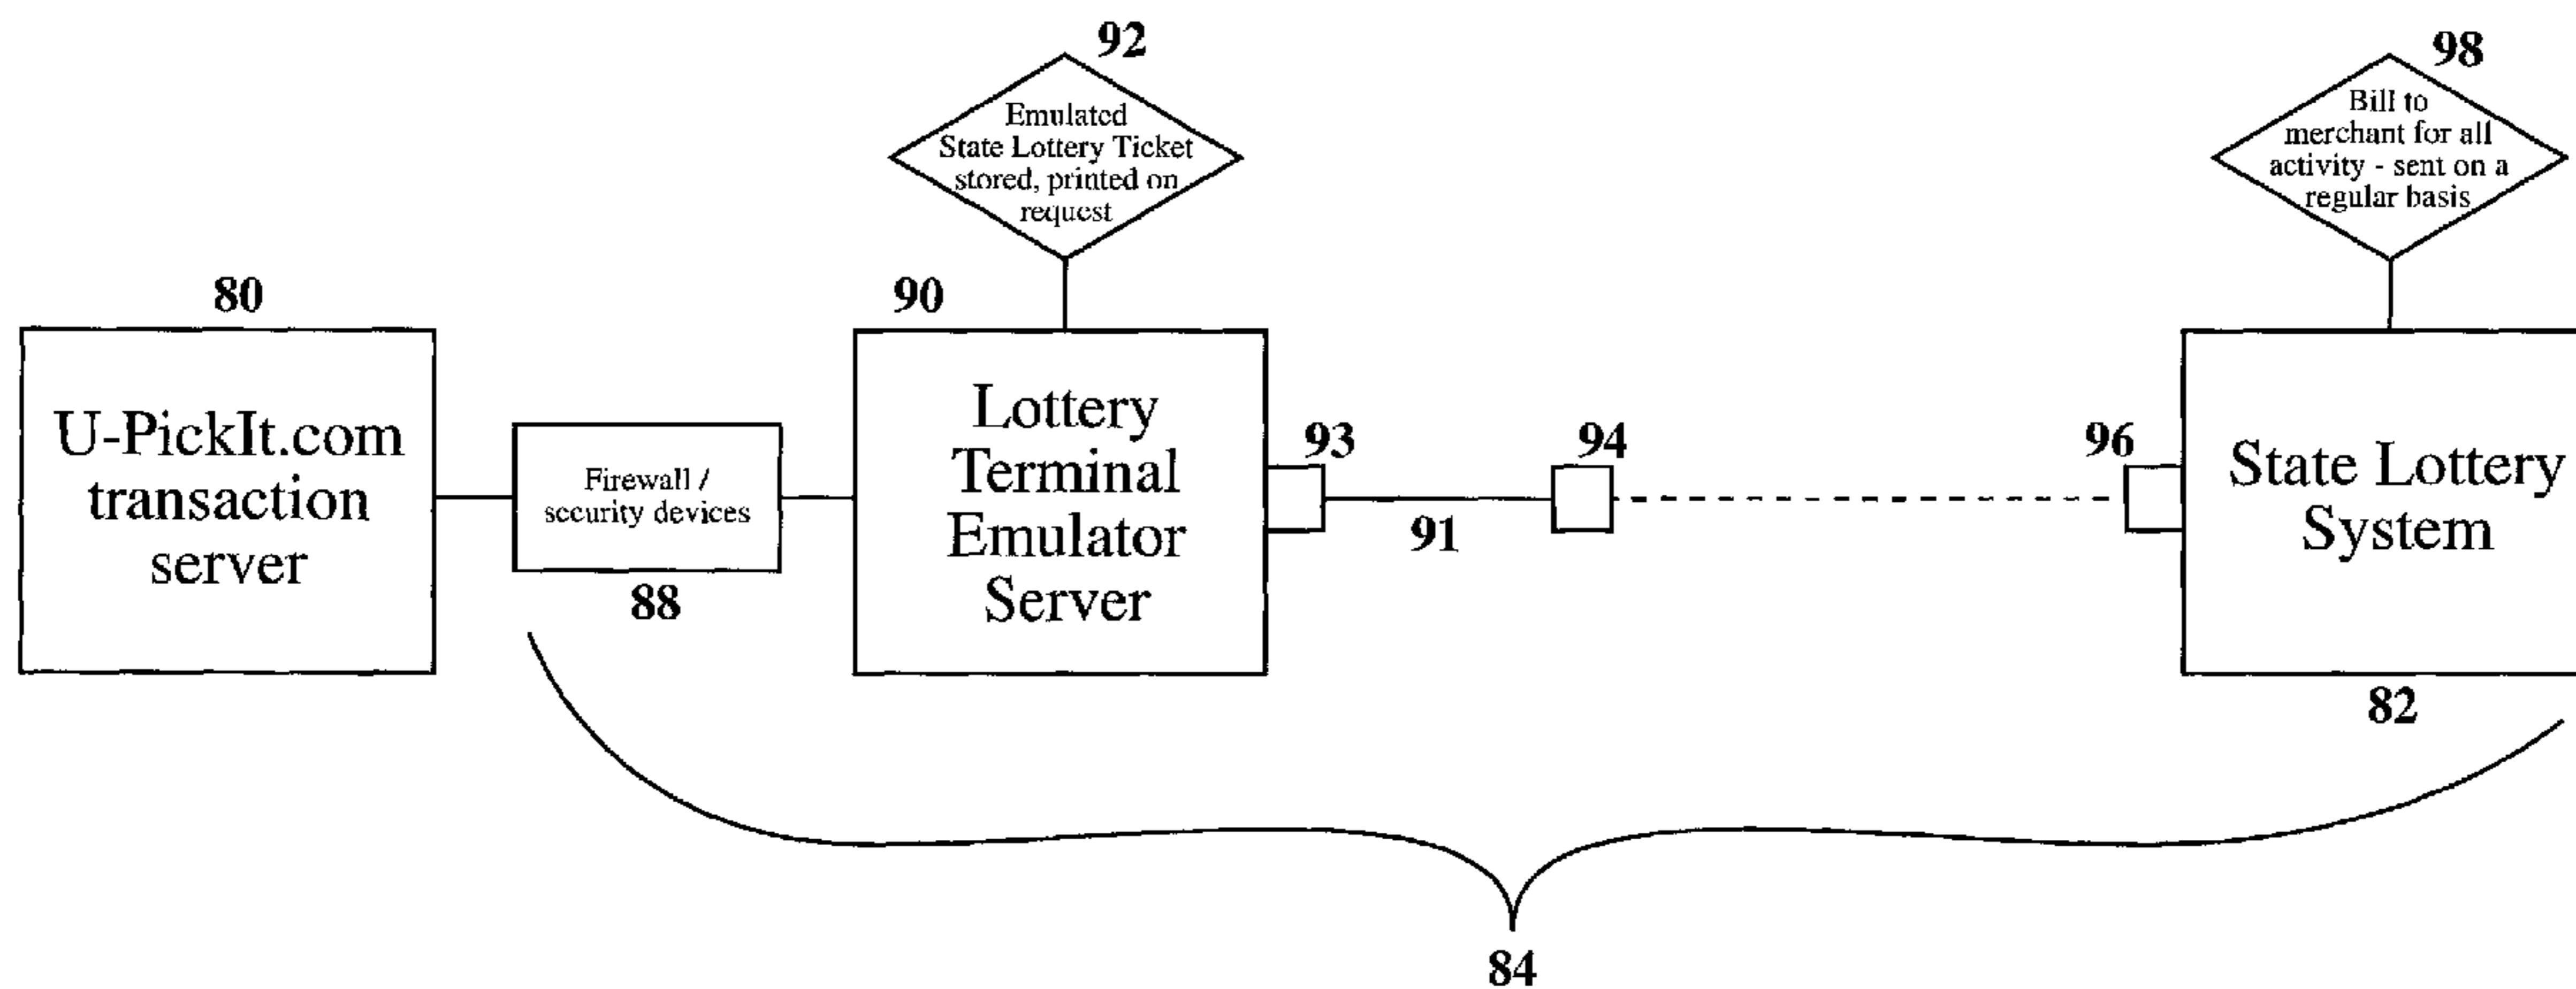 92
98
Emulated
State Lottery Ticket
stored, printed on
request
Bill to
merchant for all
activity - sent on a
regular basis
80
90
U-PickIt.com
transaction
server
Firewall /
security devices
88
Lottery
Terminal
Emulator
Server
93
91
94
96
State Lottery
System
82
84